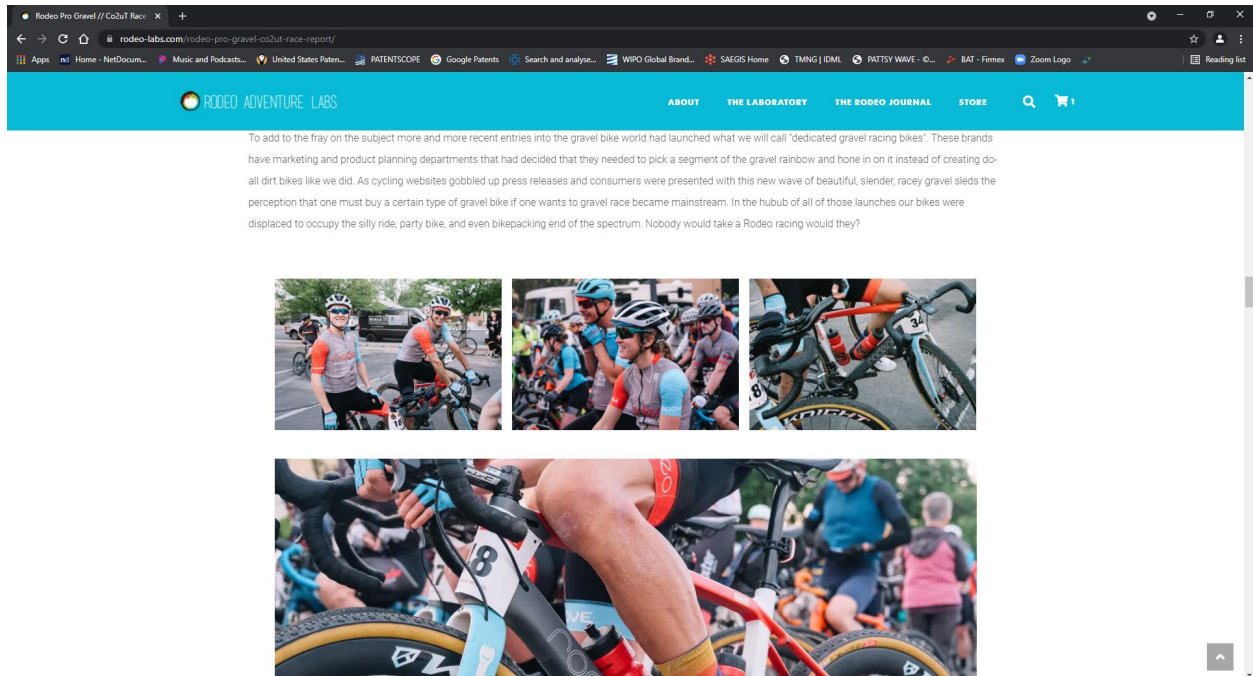 Rodeo Pro Gravel // Co2uT Race
rodeo-labs.com/rodeo-pro-gravel-co2ut-race-report/
Apps
Home - NetDocum...
Music and Podcasts...
United States Paten...
PATENTSCOPE
Google Patents
Search and analyse...
WIPO Global Brand...
SAEGIS Home
TMNG | IDML
PATTSY WAVE - ©...
BAT - Firmex
Zoom Logo
Reading list
RODEO ADVENTURE LABS
ABOUT
THE LABORATORY
THE RODEO JOURNAL
STORE
1
To add to the fray on the subject more and more recent entries into the gravel bike world had launched what we will call "dedicated gravel racing bikes". These brands
have marketing and product planning departments that had decided that they needed to pick a segment of the gravel rainbow and hone in on it instead of creating do-
all dirt bikes like we did. As cycling websites gobbled up press releases and consumers were presented with this new wave of beautiful, slender, racey gravel sleds the
perception that one must buy a certain type of gravel bike if one wants to gravel race became mainstream. In the hubub of all of those launches our bikes were
displaced to occupy the silly ride, party bike, and even bikepacking end of the spectrum. Nobody would take a Rodeo racing would they?
18
34
8
KNIGHT
8